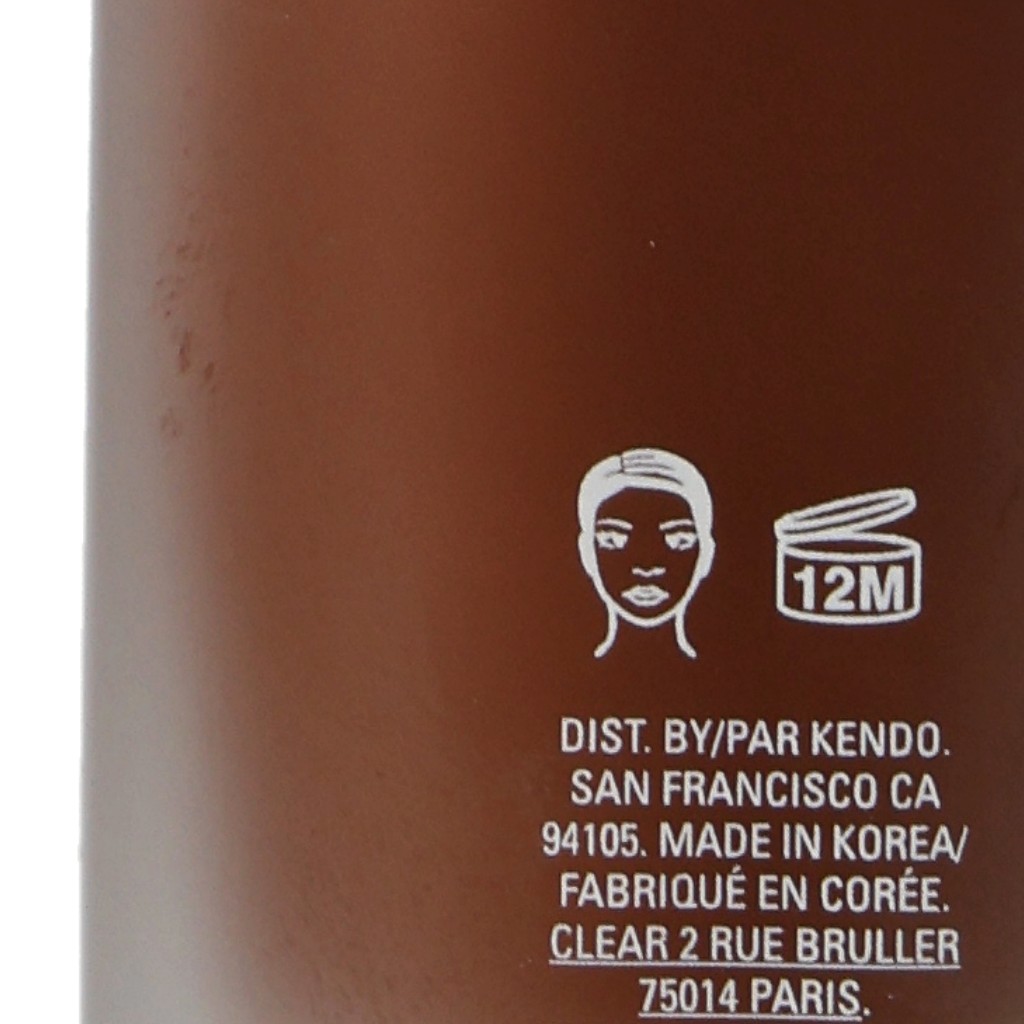 12M
DIST. BY/PAR KENDO.
SAN FRANCISCO CA
94105. MADE IN KOREA/
FABRIQUÉ EN CORÉE.
CLEAR 2 RUE BRULLER
75014 PARIS.